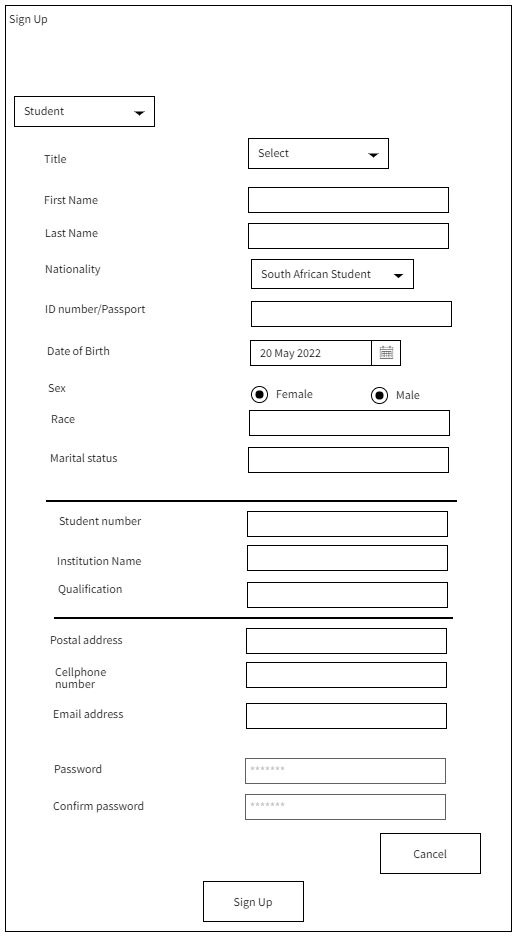 Sign Up
Student
Title
Select
First Name
Last Name
Nationality
South African Student
ID number/Passport
Date of Birth
20 May 2022
Sex
Female
Male
Race
Marital status
Student number
Institution Name
Qualification
Postal address
Cellphone
number
Email address
Password
*******
Confirm password
*******
Cancel
Sign Up